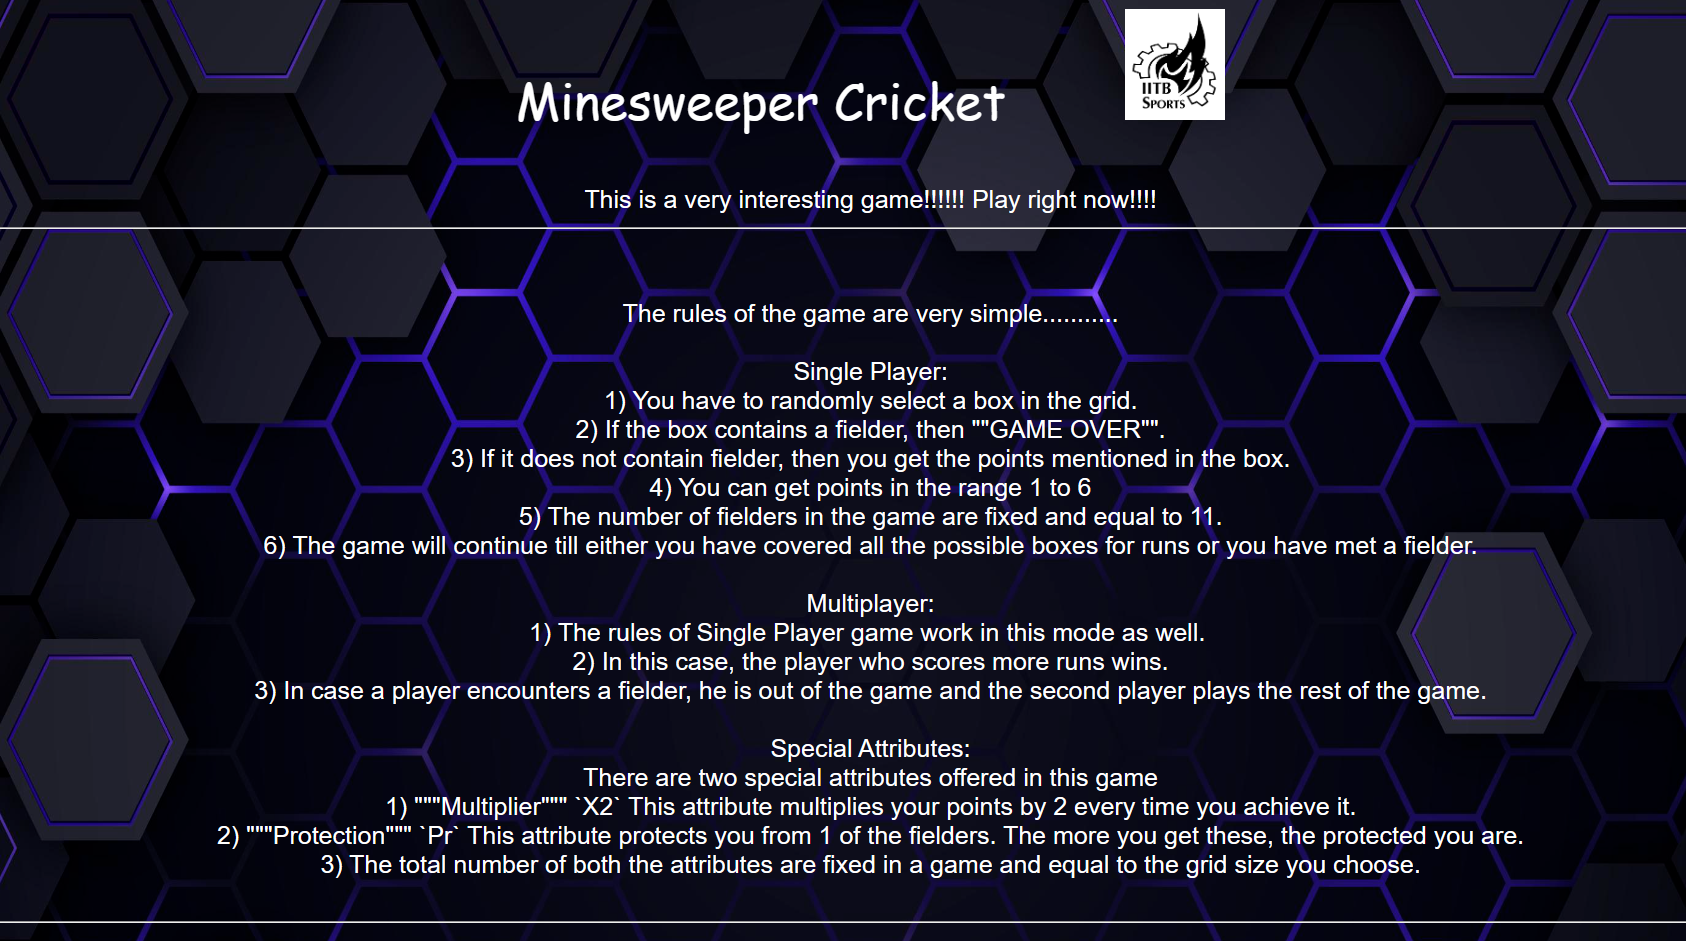 Minesweeper Cricket
IITB
SPORTS
This is a very interesting game!!!!!! Play right now!!!!
The rules of the game are very simple...........
Single Player:
1) You have to randomly select a box in the grid.
2) If the box contains a fielder, then ""GAME OVER"".
3) If it does not contain fielder, then you get the points mentioned in the box.
4) You can get points in the range 1 to 6
5) The number of fielders in the game are fixed and equal to 11.
6) The game will continue till either you have covered all the possible boxes for runs or you have met a fielder.
Multiplayer:
1) The rules of Single Player game work in this mode as well.
2) In this case, the player who scores more runs wins.
3) In case a player encounters a fielder, he is out of the game and the second player plays the rest of the game.
Special Attributes:
There are two special attributes offered in this game
1) """Multiplier""" `X2` This attribute multiplies your points by 2 every time you achieve it.
2) """Protection""" `Pr` This attribute protects you from 1 of the fielders. The more you get these, the protected you are.
3) The total number of both the attributes are fixed in a game and equal to the grid size you choose.